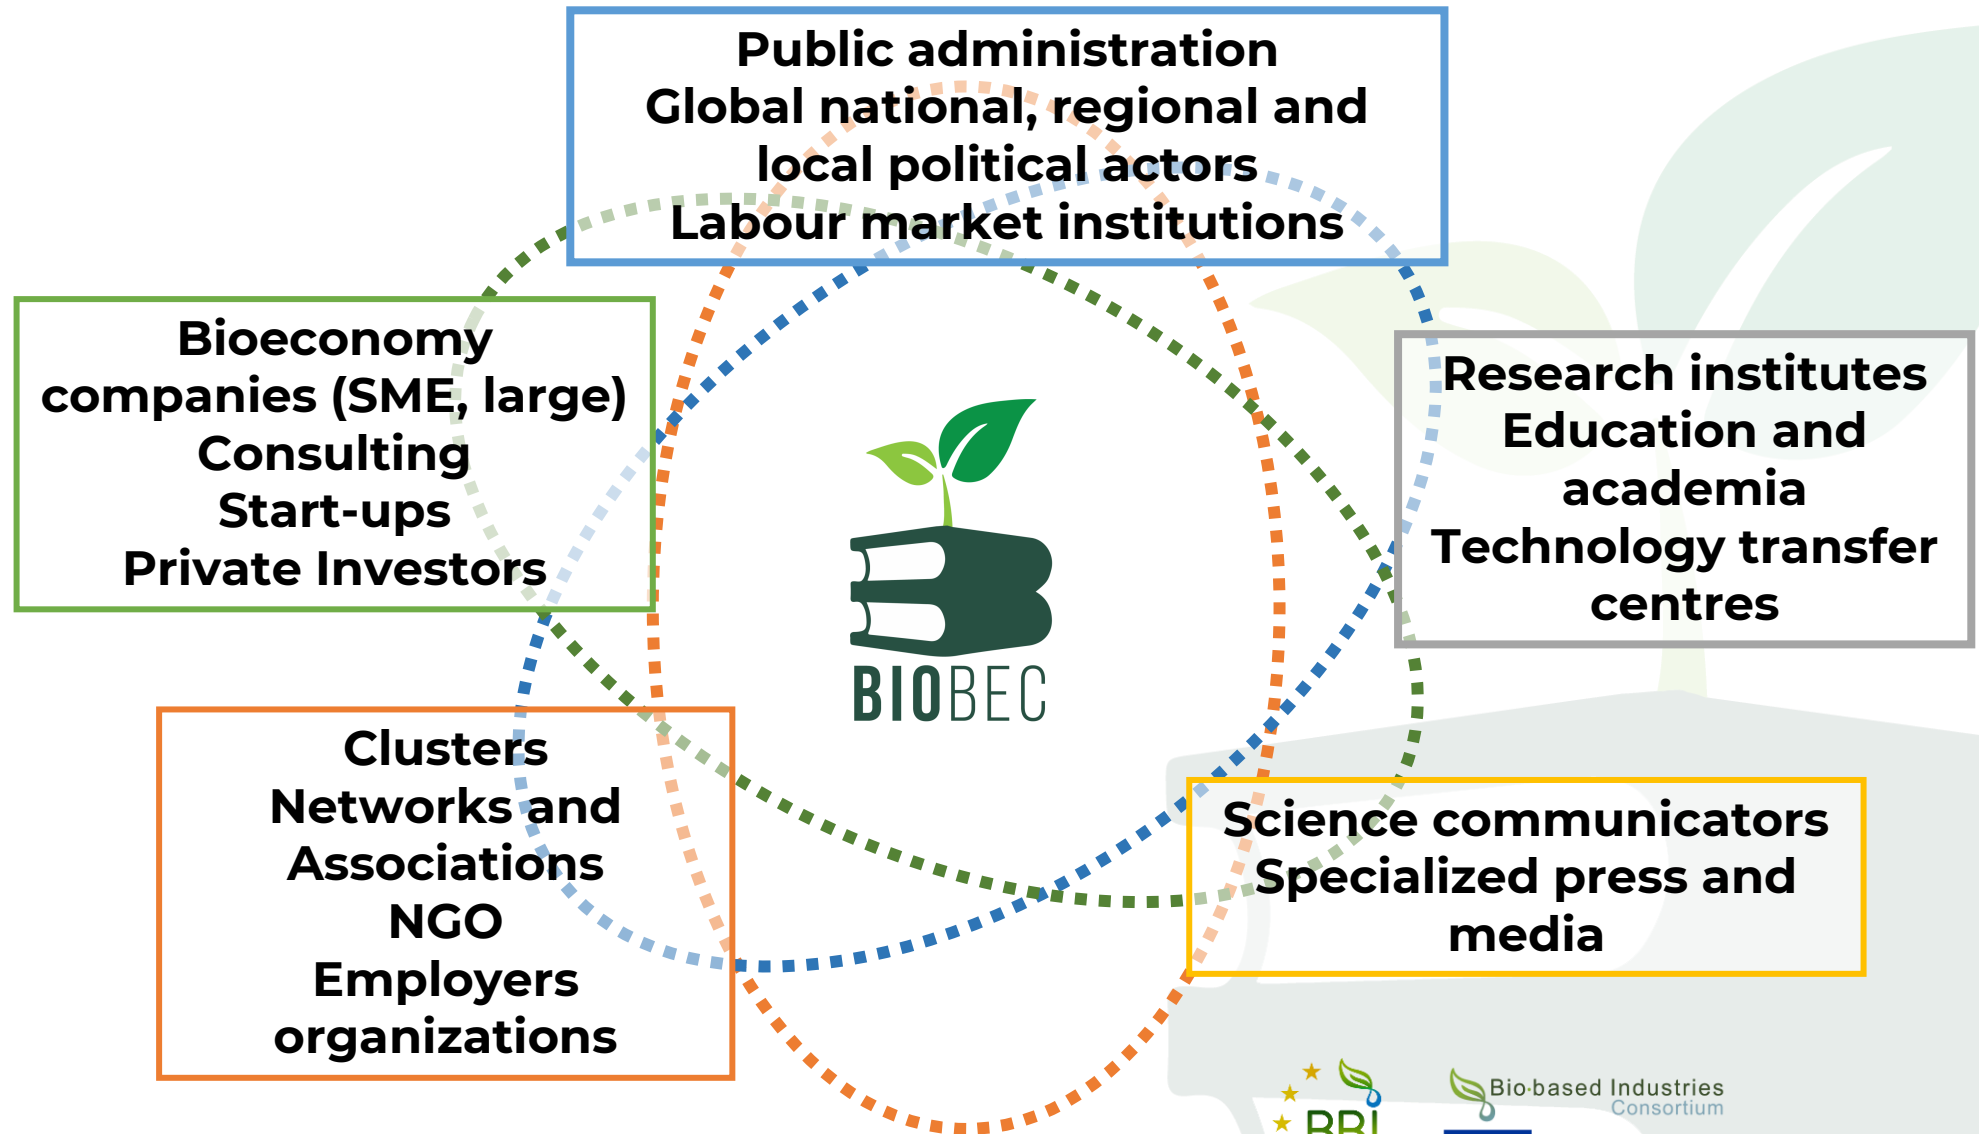 Public administration
Global national, regional and
local political actors
Labour market institutions
Bioeconomy
companies (SME, large)
Consulting
Start-ups
Private Investors
Research institutes
Education and
academia
Technology transfer
centres
BIOBEC
Clusters
Networks and
Associations
NGO
Employers
organizations
Science communicators
Specialized press and
media
BBI
Bio-based Industries
Consortium